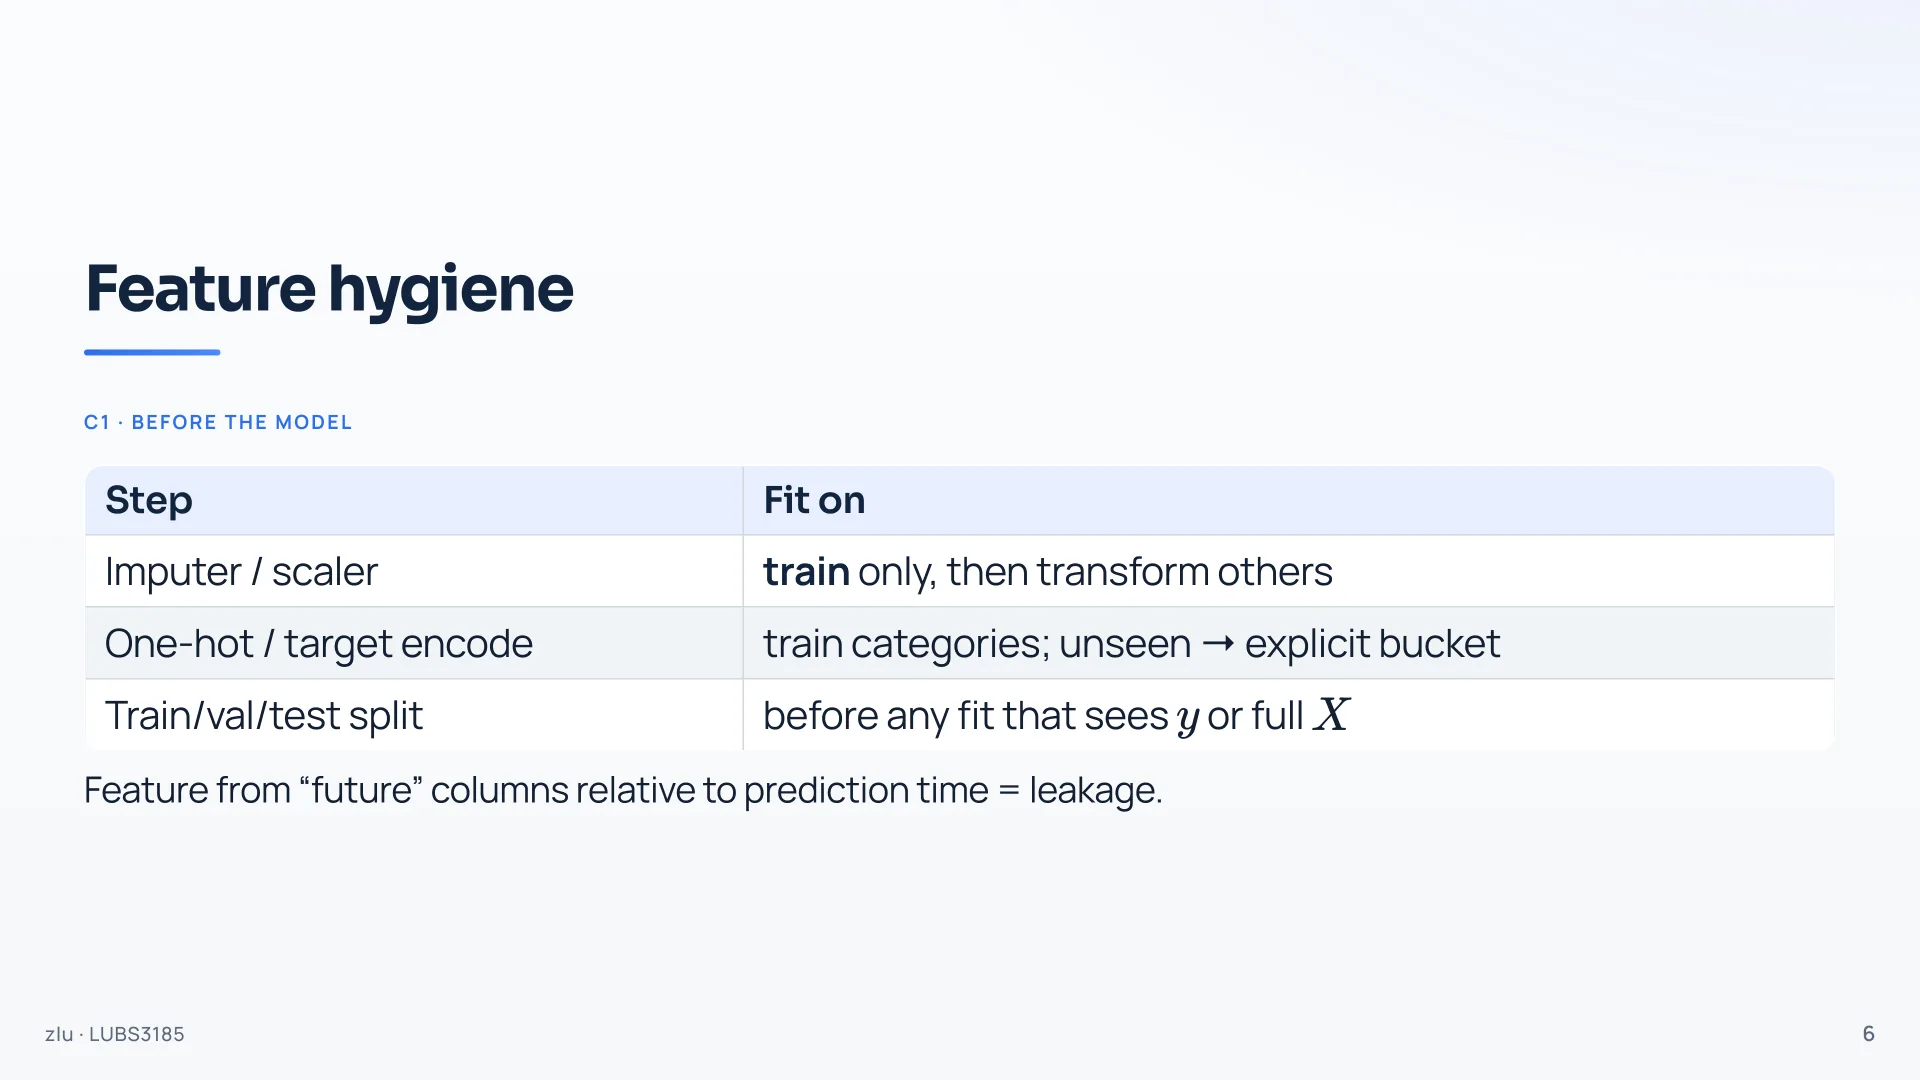 Feature hygiene
C1 · BEFORE THE MODEL
Step Fit on
Imputer / scaler train only, then transform others
One-hot / target encode train categories; unseen → explicit bucket
Train/val/test split before any fit that sees y or full X
Feature from “future” columns relative to prediction time = leakage.
zlu · LUBS3185 6